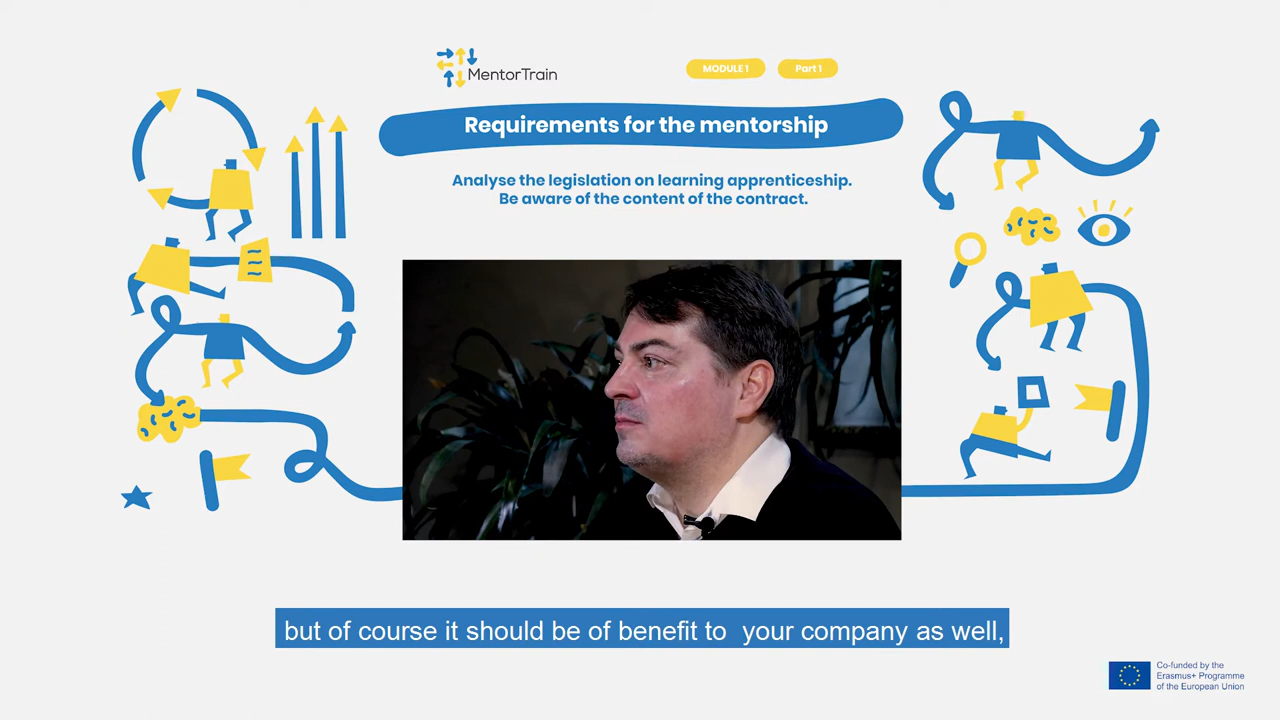 MentorTrain
MODULE 1
Part 1
Requirements for the mentorship
Analyse the legislation on learning apprenticeship.
Be aware of the content of the contract.
but of course it should be of benefit to  your company as well,
Co-funded by the
Erasmus+ Programme
of the European Union